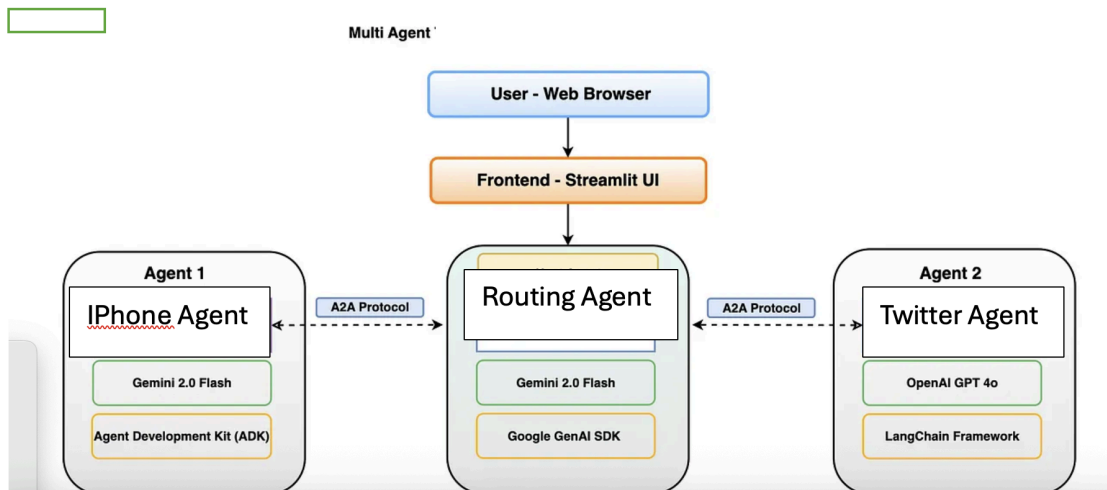 Multi Agent
User - Web Browser
Frontend - Streamlit UI
Agent 1
IPhone Agent
Gemini 2.0 Flash
Agent Development Kit (ADK)
A2A Protocol
Routing Agent
Gemini 2.0 Flash
Google GenAI SDK
A2A Protocol
Agent 2
Twitter Agent
OpenAI GPT 4o
LangChain Framework